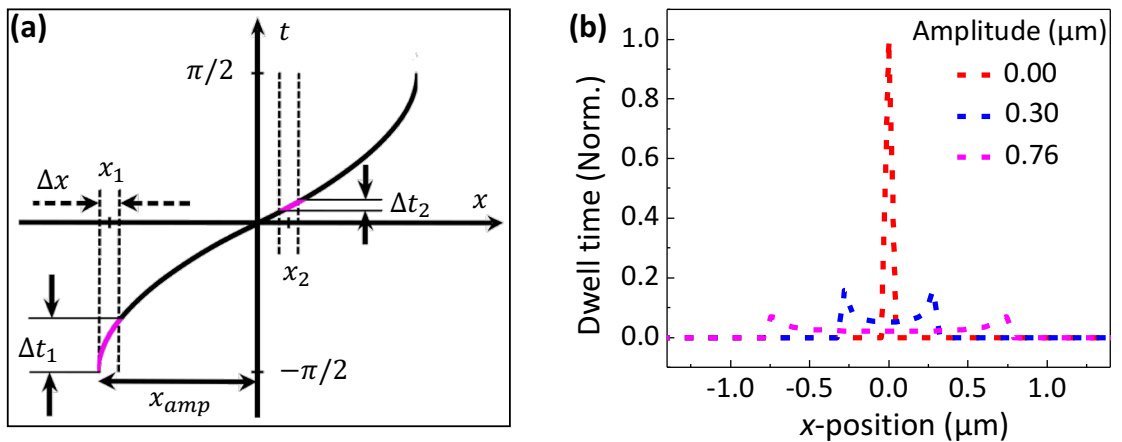 (a)
t
π/2
Δx
x₁
x
Δt₂
x₂
Δt₁
−π/2
x_amp
(b)
Amplitude (µm)
0.00
0.30
0.76
Dwell time (Norm.)
1.0
0.8
0.6
0.4
0.2
0.0
-1.0 -0.5 0.0 0.5 1.0
x-position (µm)